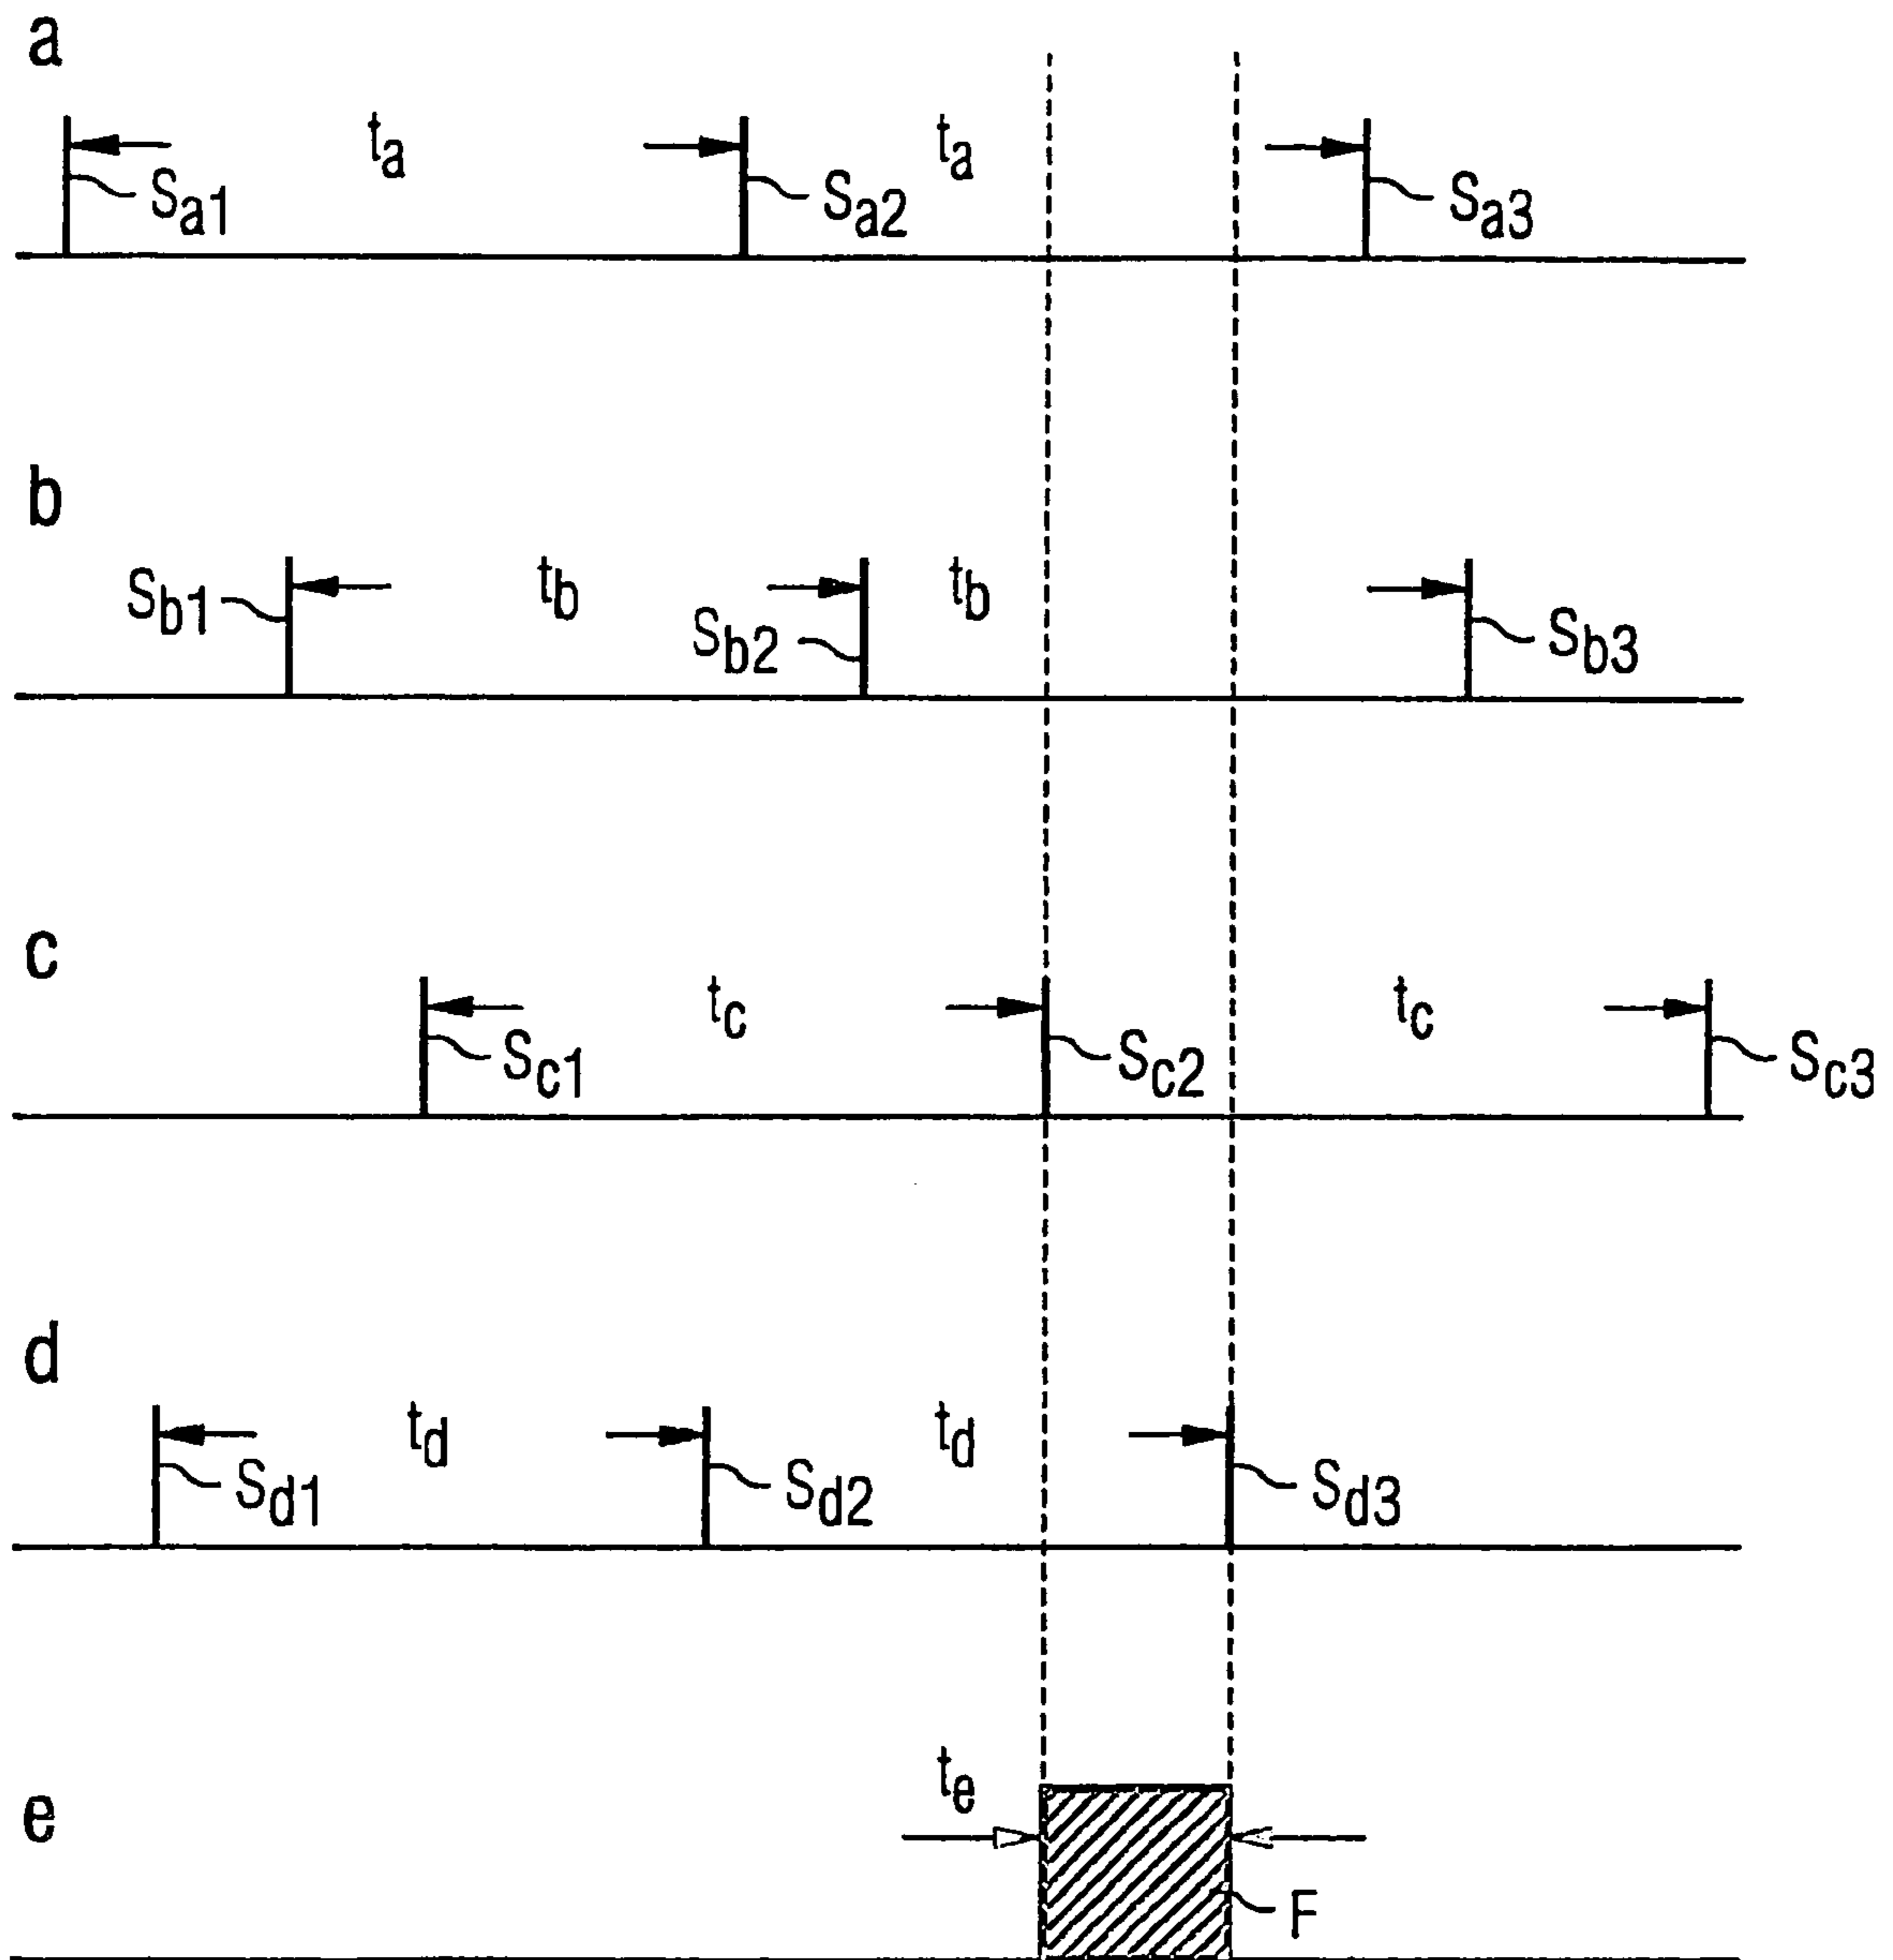 a
ta ta
Sa1 Sa2 Sa3
b
tb tb
Sb1 Sb2 Sb3
c
tc tc
Sc1 Sc2 Sc3
d
td td
Sd1 Sd2 Sd3
te
e
F